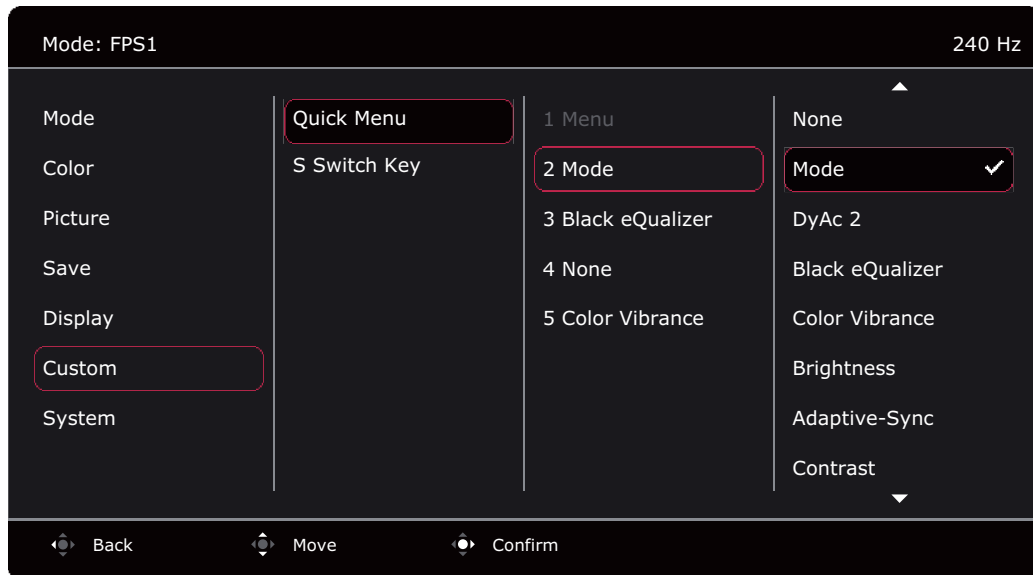 Mode: FPS1 240 Hz
Mode Quick Menu 1 Menu None
Color S Switch Key 2 Mode Mode
Picture 3 Black eQualizer DyAc 2
Save 4 None Black eQualizer
Display 5 Color Vibrance Color Vibrance
Custom Brightness
System Adaptive-Sync
Contrast
Back Move Confirm